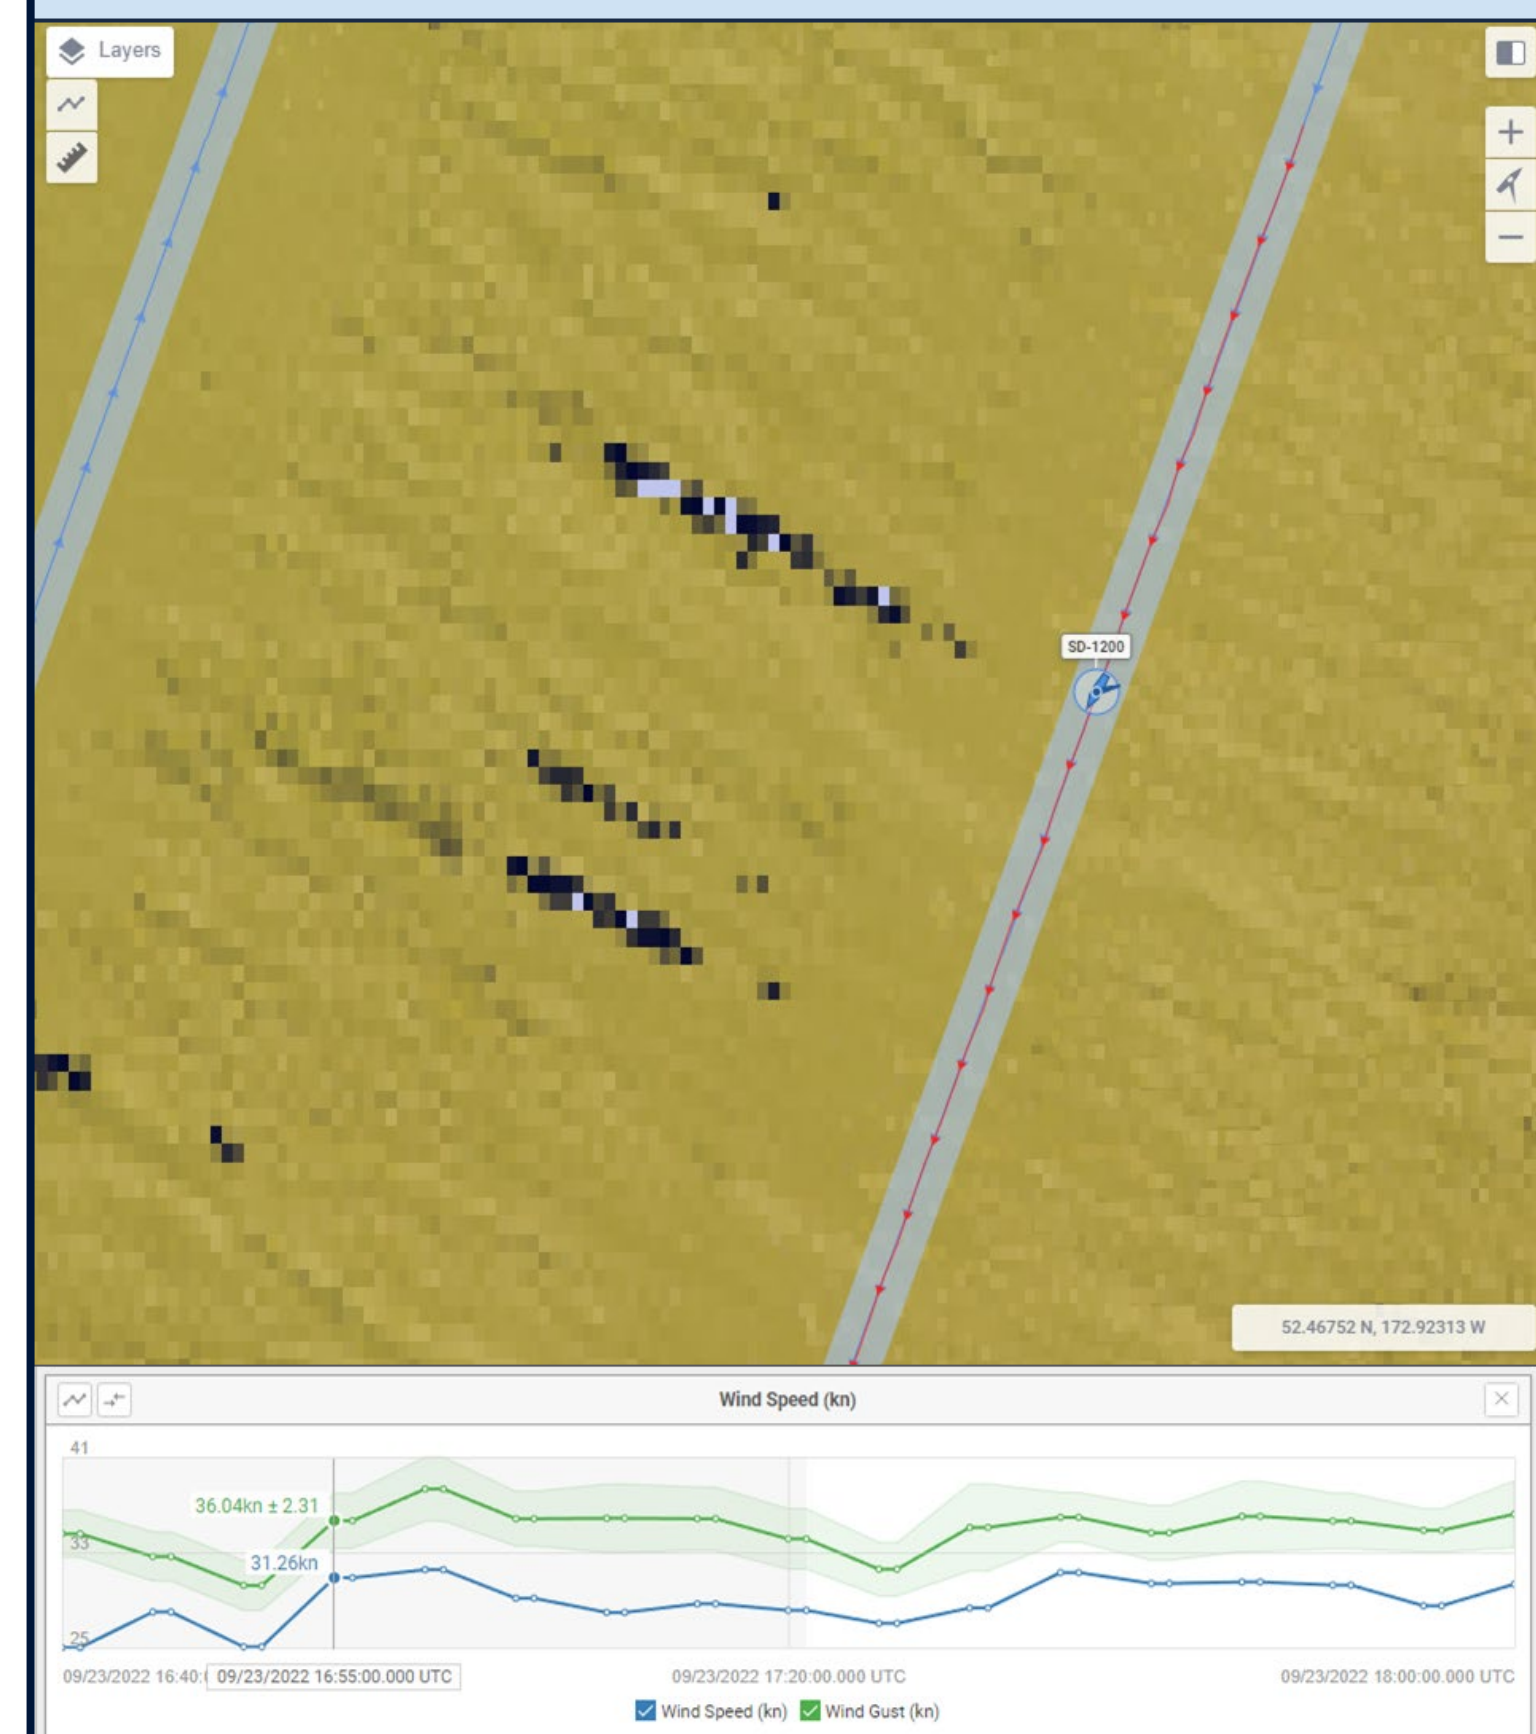 Layers
SD-1200
52.46752 N, 172.92313 W
Wind Speed (kn)
41
36.04kn ± 2.31
33
31.26kn
25
09/23/2022 16:40:
09/23/2022 16:55:00.000 UTC
09/23/2022 17:20:00.000 UTC
09/23/2022 18:00:00.000 UTC
Wind Speed (kn) Wind Gust (kn)